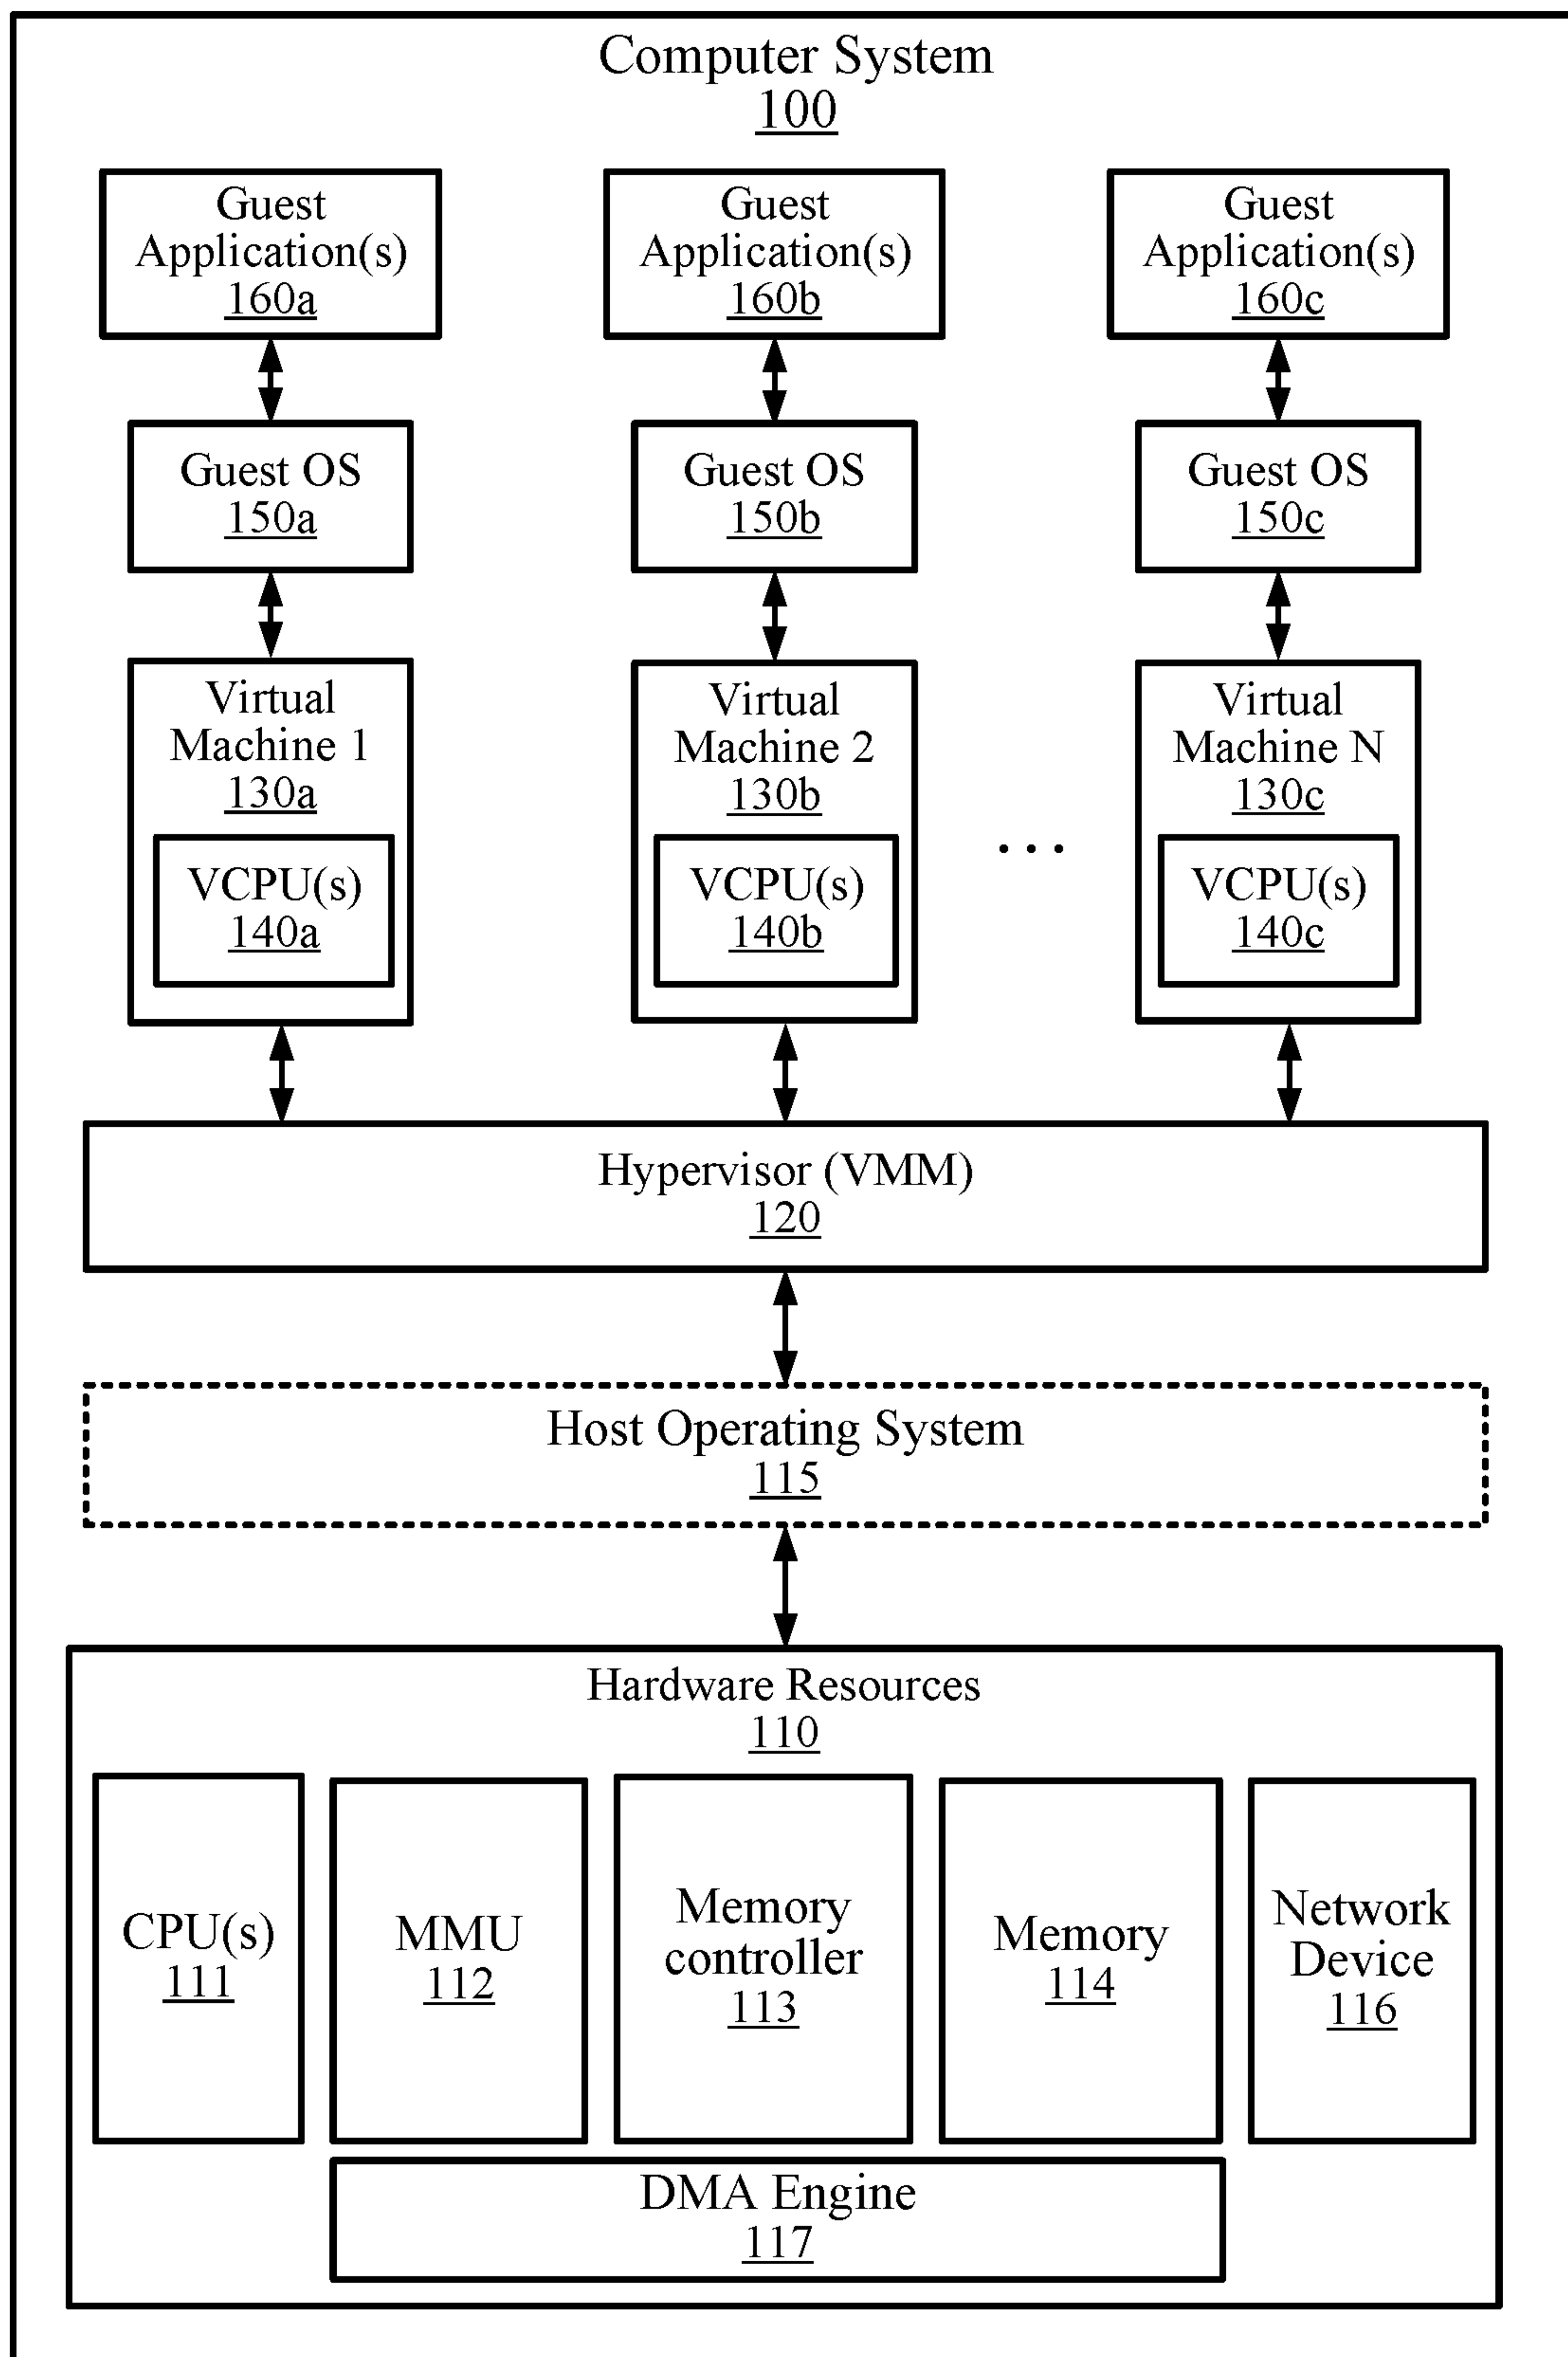 Computer System
100
Guest
Application(s)
160a
Guest
Application(s)
160b
Guest
Application(s)
160c
Guest OS
150a
Guest OS
150b
Guest OS
150c
Virtual
Machine 1
130a
VCPU(s)
140a
Virtual
Machine 2
130b
VCPU(s)
140b
...
Virtual
Machine N
130c
VCPU(s)
140c
Hypervisor (VMM)
120
Host Operating System
115
Hardware Resources
110
CPU(s)
111
MMU
112
Memory
controller
113
Memory
114
Network
Device
116
DMA Engine
117